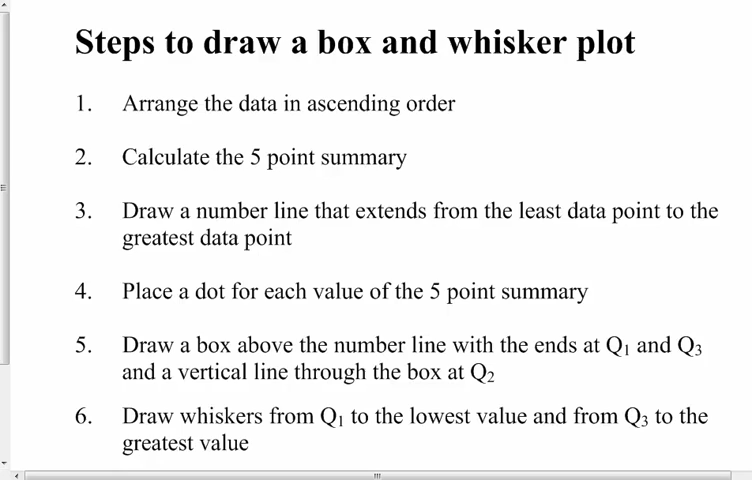 Steps to draw a box and whisker plot
1. Arrange the data in ascending order
2. Calculate the 5 point summary
3. Draw a number line that extends from the least data point to the
greatest data point
4. Place a dot for each value of the 5 point summary
5. Draw a box above the number line with the ends at Q₁ and Q₃
and a vertical line through the box at Q₂
6. Draw whiskers from Q₁ to the lowest value and from Q₃ to the
greatest value